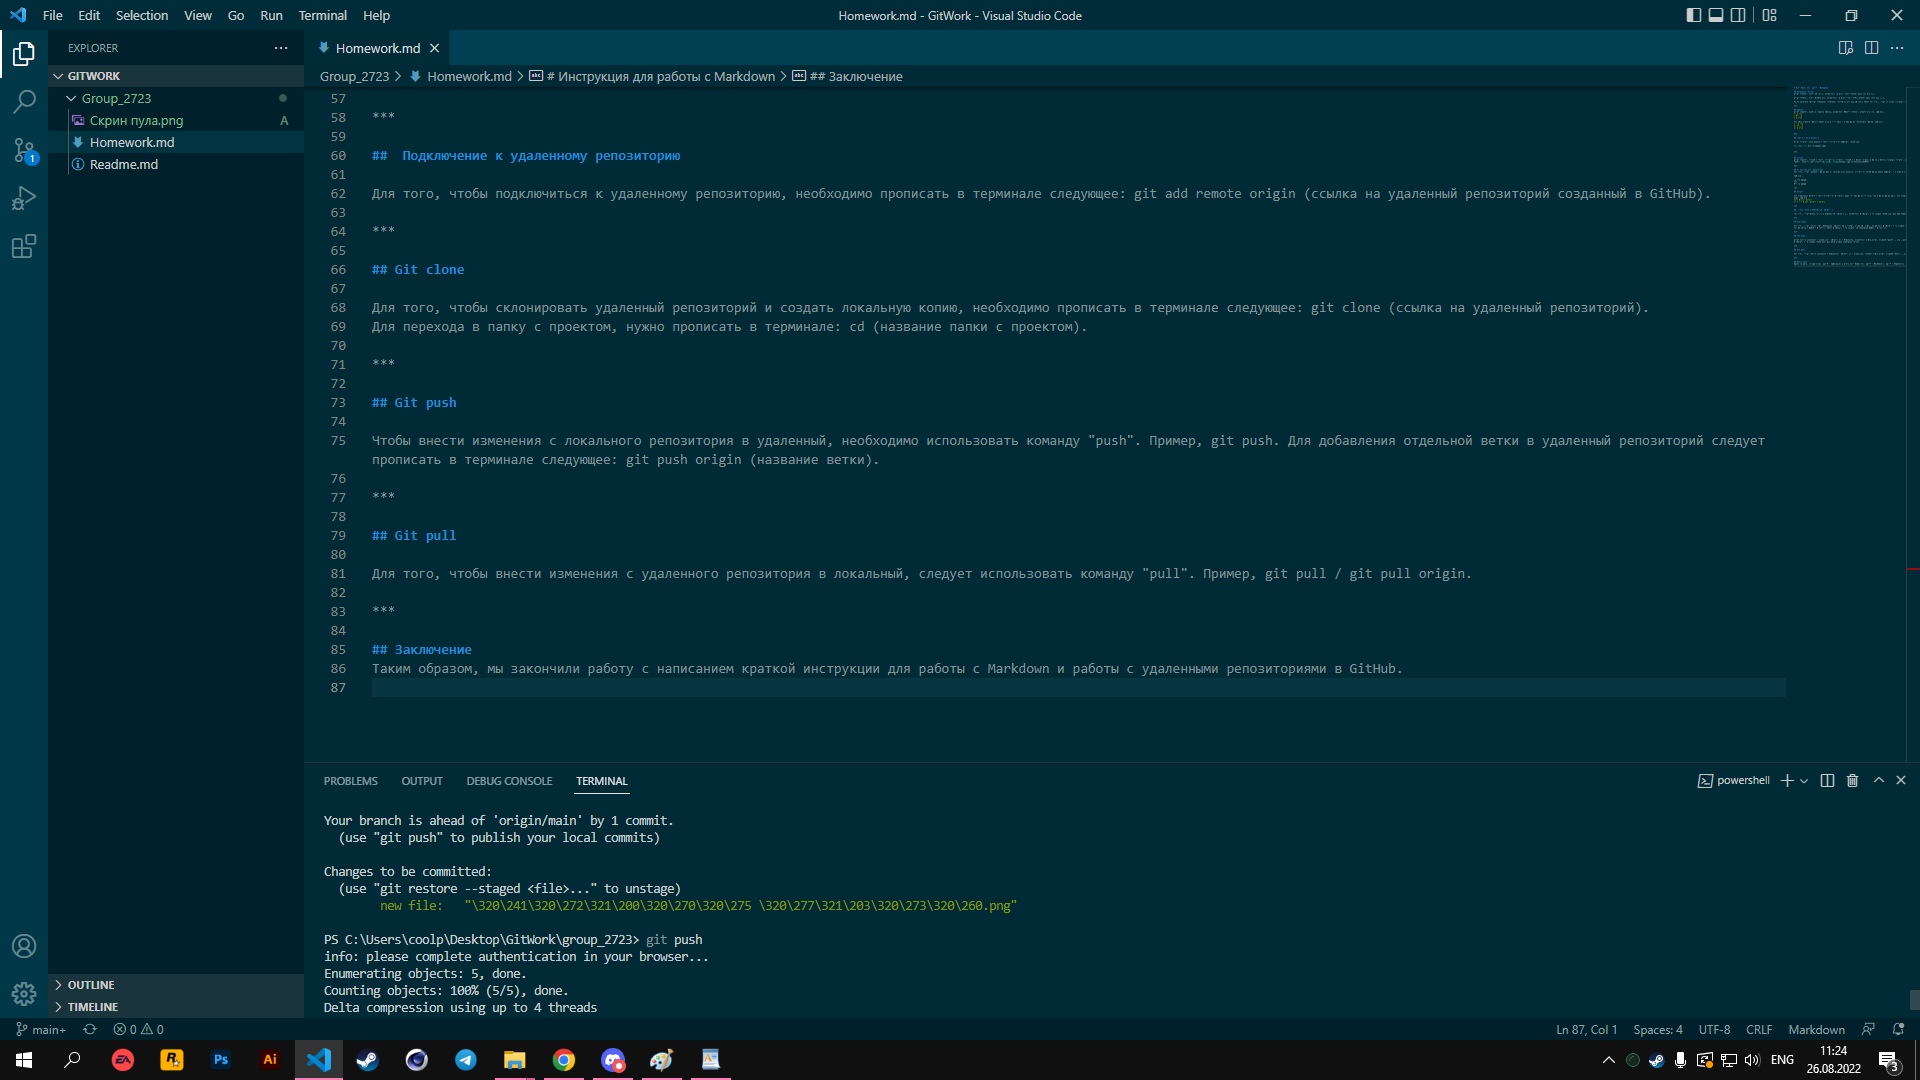 File Edit Selection View Go Run Terminal Help
Homework.md - GitWork - Visual Studio Code
EXPLORER
GITWORK
Group_2723
Скрин пула.png A
Homework.md
Readme.md
1
OUTLINE
TIMELINE
Homework.md
Group_2723 > Homework.md > # Инструкция для работы с Markdown > ## Заключение
57
58 ***
59
60 ##  Подключение к удаленному репозиторию
61
62 Для того, чтобы подключиться к удаленному репозиторию, необходимо прописать в терминале следующее: git add remote origin (ссылка на удаленный репозиторий созданный в GitHub).
63
64 ***
65
66 ## Git clone
67
68 Для того, чтобы склонировать удаленный репозиторий и создать локальную копию, необходимо прописать в терминале следующее: git clone (ссылка на удаленный репозиторий).
69 Для перехода в папку с проектом, нужно прописать в терминале: cd (название папки с проектом).
70
71 ***
72
73 ## Git push
74
75 Чтобы внести изменения с локального репозитория в удаленный, необходимо использовать команду "push". Пример, git push. Для добавления отдельной ветки в удаленный репозиторий следует
прописать в терминале следующее: git push origin (название ветки).
76
77 ***
78
79 ## Git pull
80
81 Для того, чтобы внести изменения с удаленного репозитория в локальный, следует использовать команду "pull". Пример, git pull / git pull origin.
82
83 ***
84
85 ## Заключение
86 Таким образом, мы закончили работу с написанием краткой инструкции для работы с Markdown и работы с удаленными репозиториями в GitHub.
87
PROBLEMS OUTPUT DEBUG CONSOLE TERMINAL
powershell
Your branch is ahead of 'origin/main' by 1 commit.
(use "git push" to publish your local commits)
Changes to be committed:
(use "git restore --staged <file>..." to unstage)
new file:   "\320\241\320\272\321\200\320\270\320\275 \320\277\321\203\320\273\320\260.png"
PS C:\Users\coolp\Desktop\GitWork\group_2723> git push
info: please complete authentication in your browser...
Enumerating objects: 5, done.
Counting objects: 100% (5/5), done.
Delta compression using up to 4 threads
main+ 0 0
Ln 87, Col 1 Spaces: 4 UTF-8 CRLF Markdown
EA R Ps Ai
ENG
11:24
26.08.2022
3